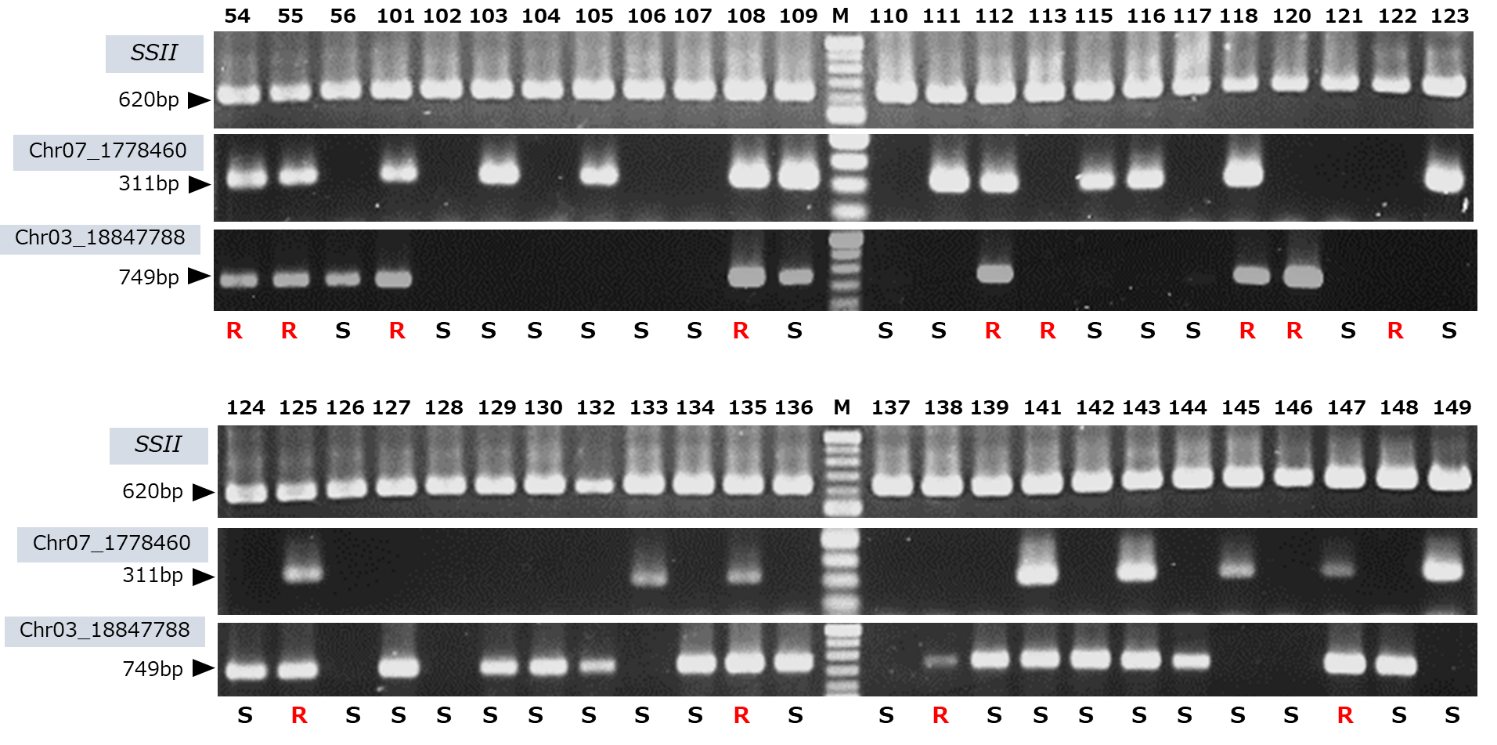 54 55 56 101 102 103 104 105 106 107 108 109 M 110 111 112 113 115 116 117 118 120 121 122 123
SSII
620bp
Chr07_1778460
311bp
Chr03_18847788
749bp
R R S R S S S S S S R S S S R R S S S R R S R S
124 125 126 127 128 129 130 132 133 134 135 136 M 137 138 139 141 142 143 144 145 146 147 148 149
SSII
620bp
Chr07_1778460
311bp
Chr03_18847788
749bp
S R S S S S S S S S R S S R S S S S S S S R S S